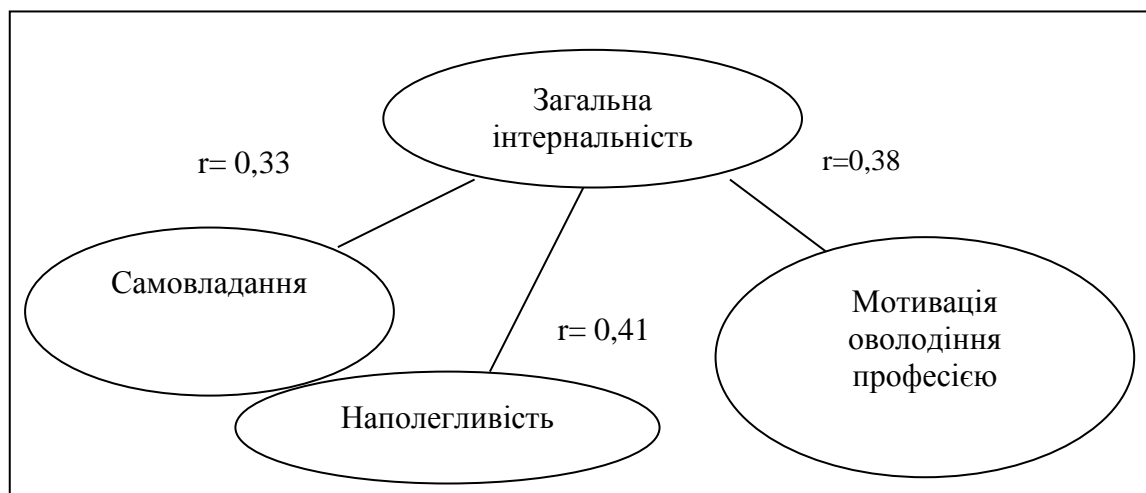 Загальна
інтернальність
r= 0,33
r=0,38
Самовладання
Мотивація
оволодіння
професією
r= 0,41
Наполегливість